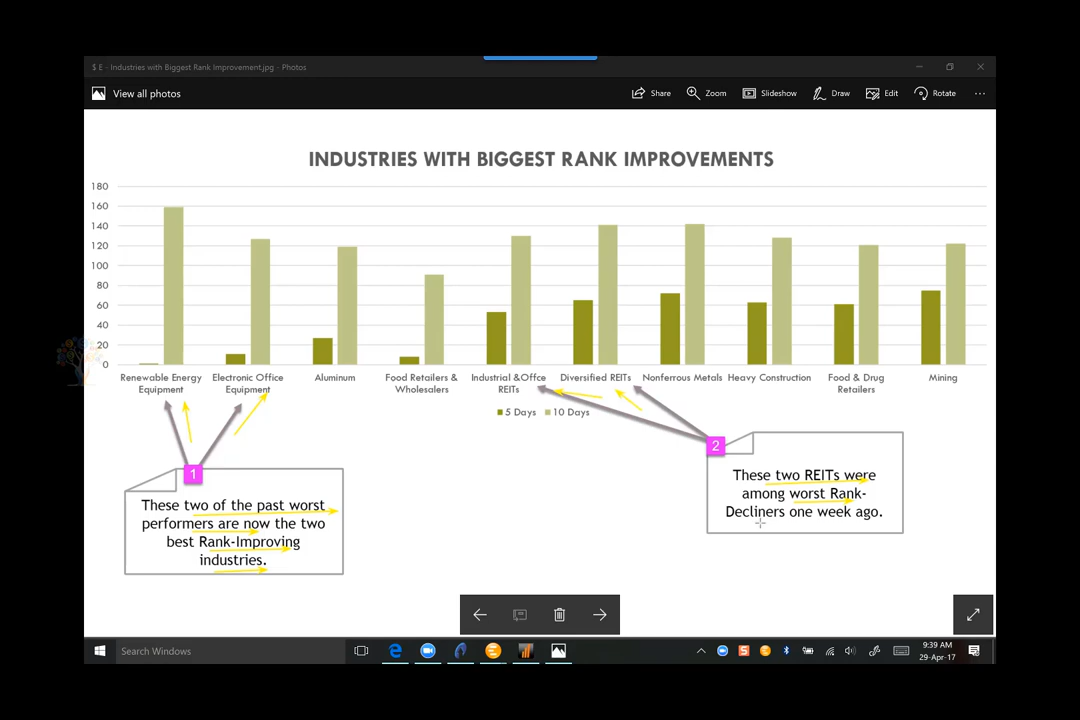 $ E - Industries with Biggest Rank Improvement.jpg - Photos
View all photos
Share
Zoom
Slideshow
Draw
Edit
Rotate
INDUSTRIES WITH BIGGEST RANK IMPROVEMENTS
180
160
140
120
100
80
60
40
20
0
Renewable Energy
Equipment
Electronic Office
Equipment
Aluminum
Food Retailers &
Wholesalers
Industrial &Offce
REITs
Diversified REITs
Nonferrous Metals
Heavy Construction
Food & Drug
Retailers
Mining
5 Days
10 Days
1
These two of the past worst
performers are now the two
best Rank-Improving
industries.
2
These two REITs were
among worst Rank-
Decliners one week ago.
Search Windows
9:39 AM
29-Apr-17